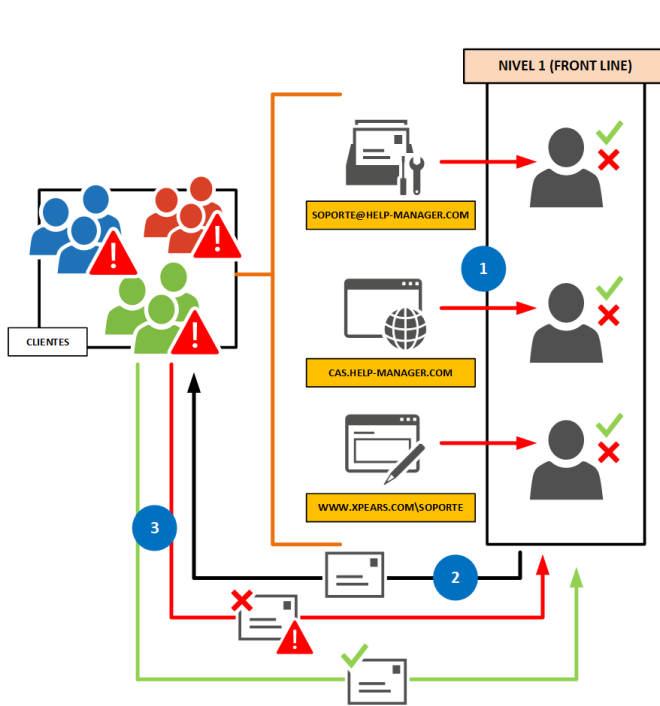 NIVEL 1 (FRONT LINE)
SOPORTE@HELP-MANAGER.COM
1
CLIENTES
CAS.HELP-MANAGER.COM
WWW.XPEARS.COM\SOPORTE
3
2